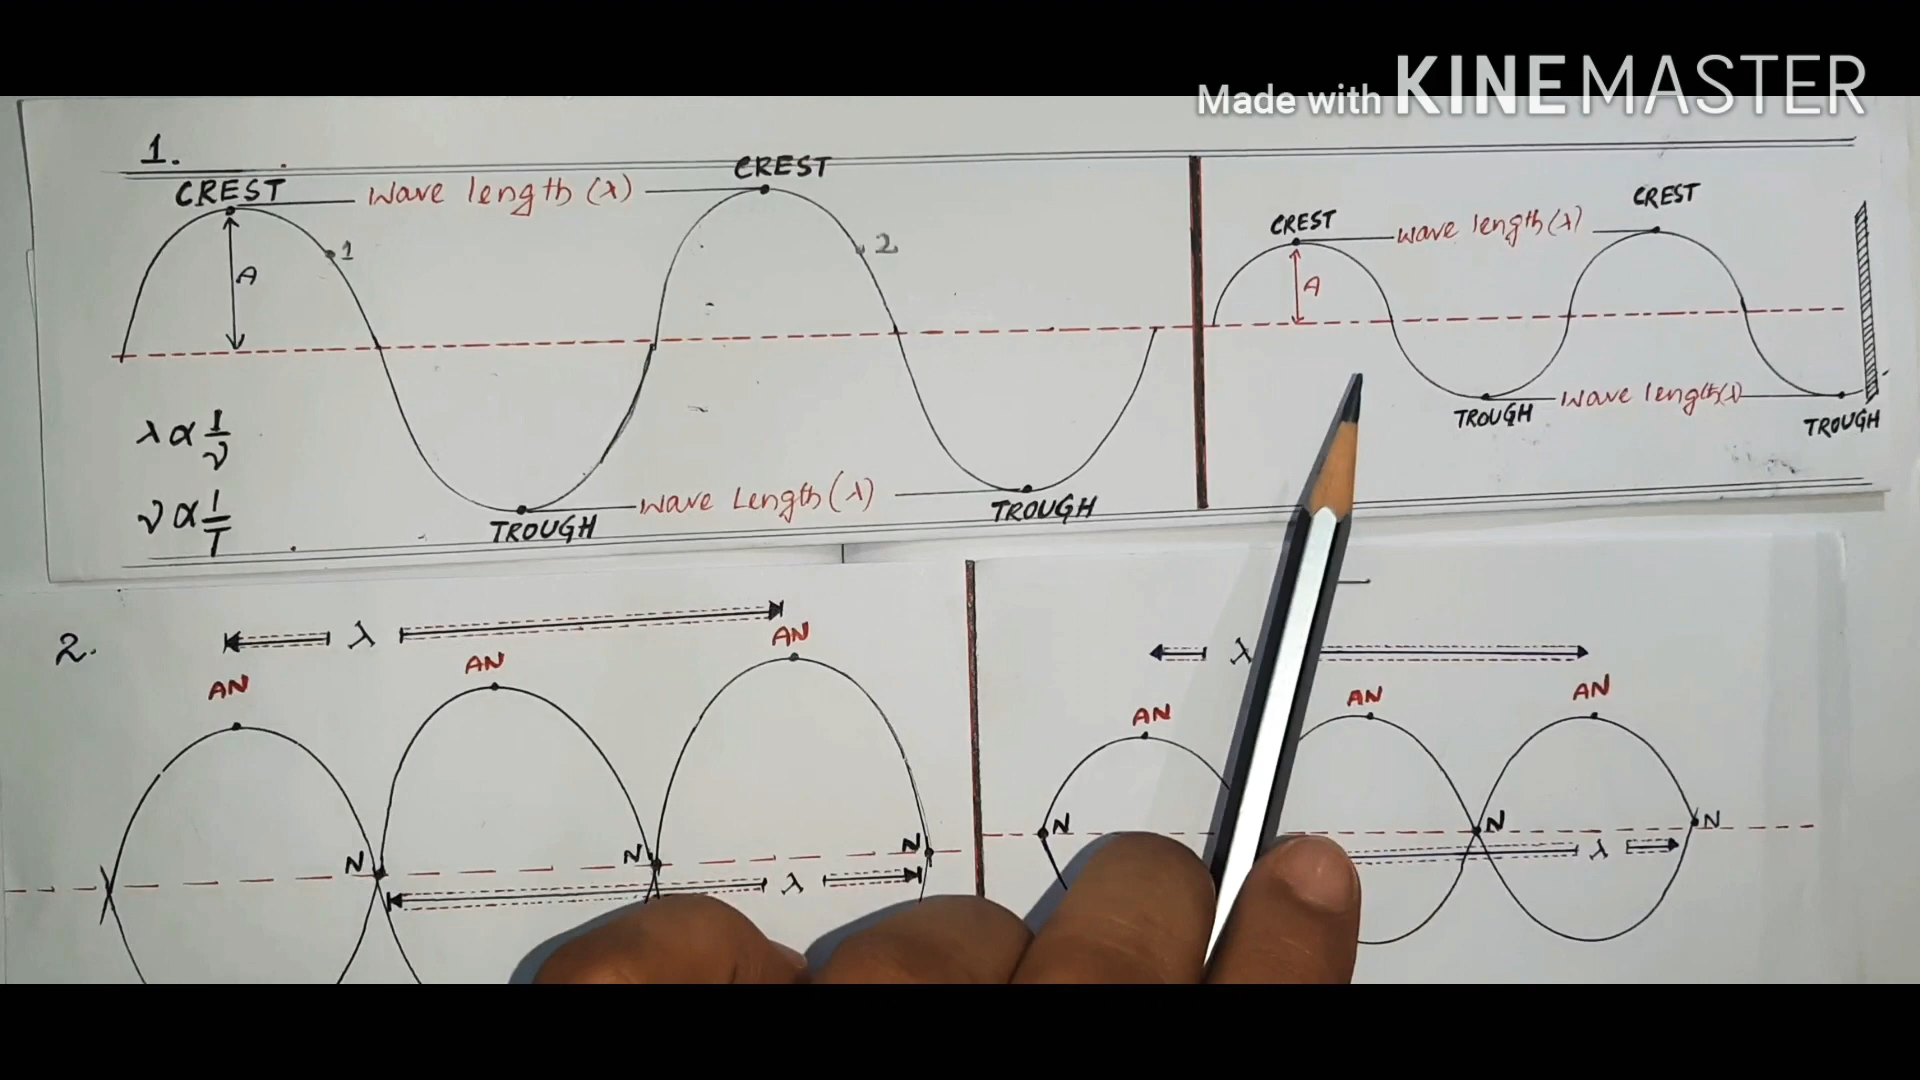 Made with KINEMASTER
1.
CREST
Wave length (λ)
CREST
1
2
A
λ ∝ 1/ν
ν ∝ 1/T
TROUGH
Wave Length (λ)
TROUGH
CREST
Wave length (λ)
CREST
A
TROUGH
Wave length(λ)
TROUGH
2.
λ
AN
AN
AN
N
N
N
λ
λ
AN
AN
AN
N
N
N
λ